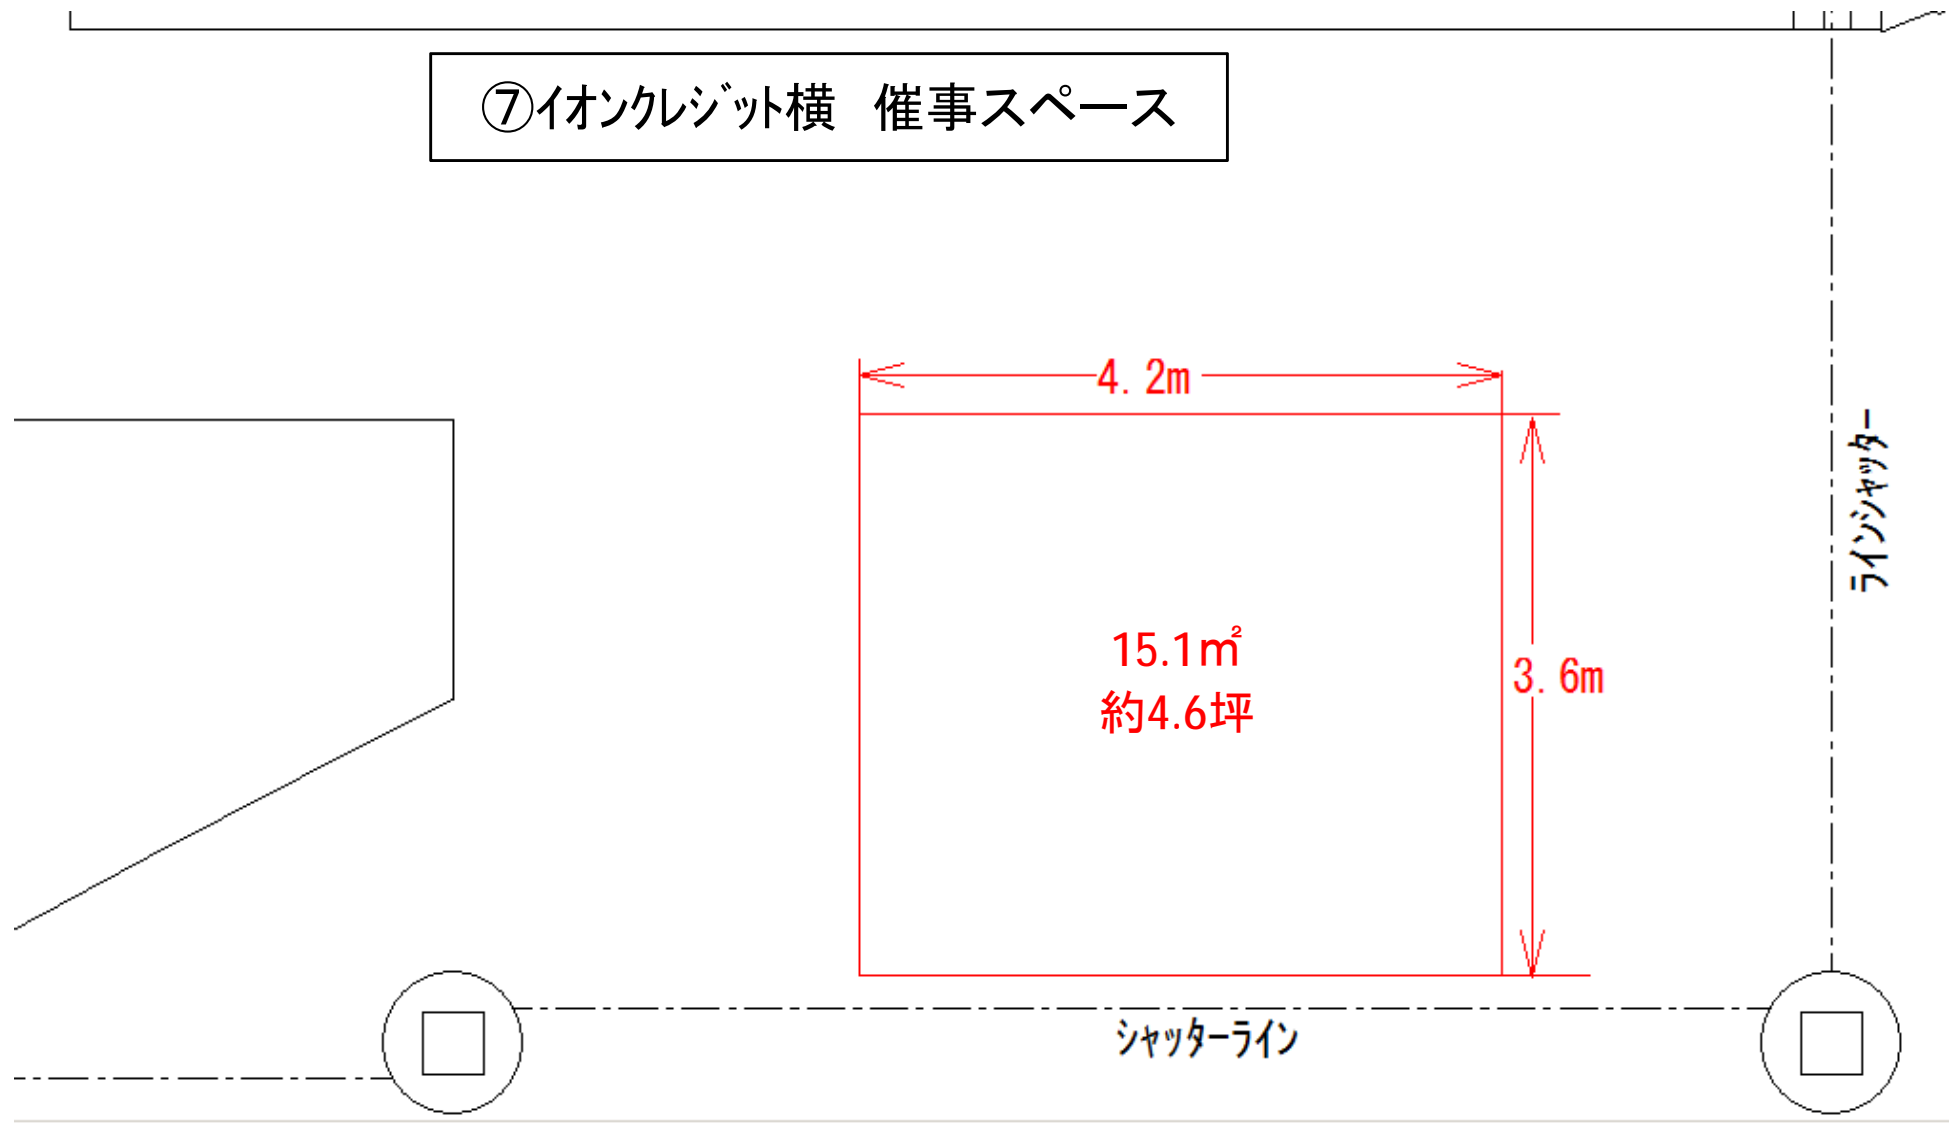 ⑦イオンクレジット横　催事スペース
4.2m
ラインシャッター
15.1㎡
3.6m
約4.6坪
シャッターライン